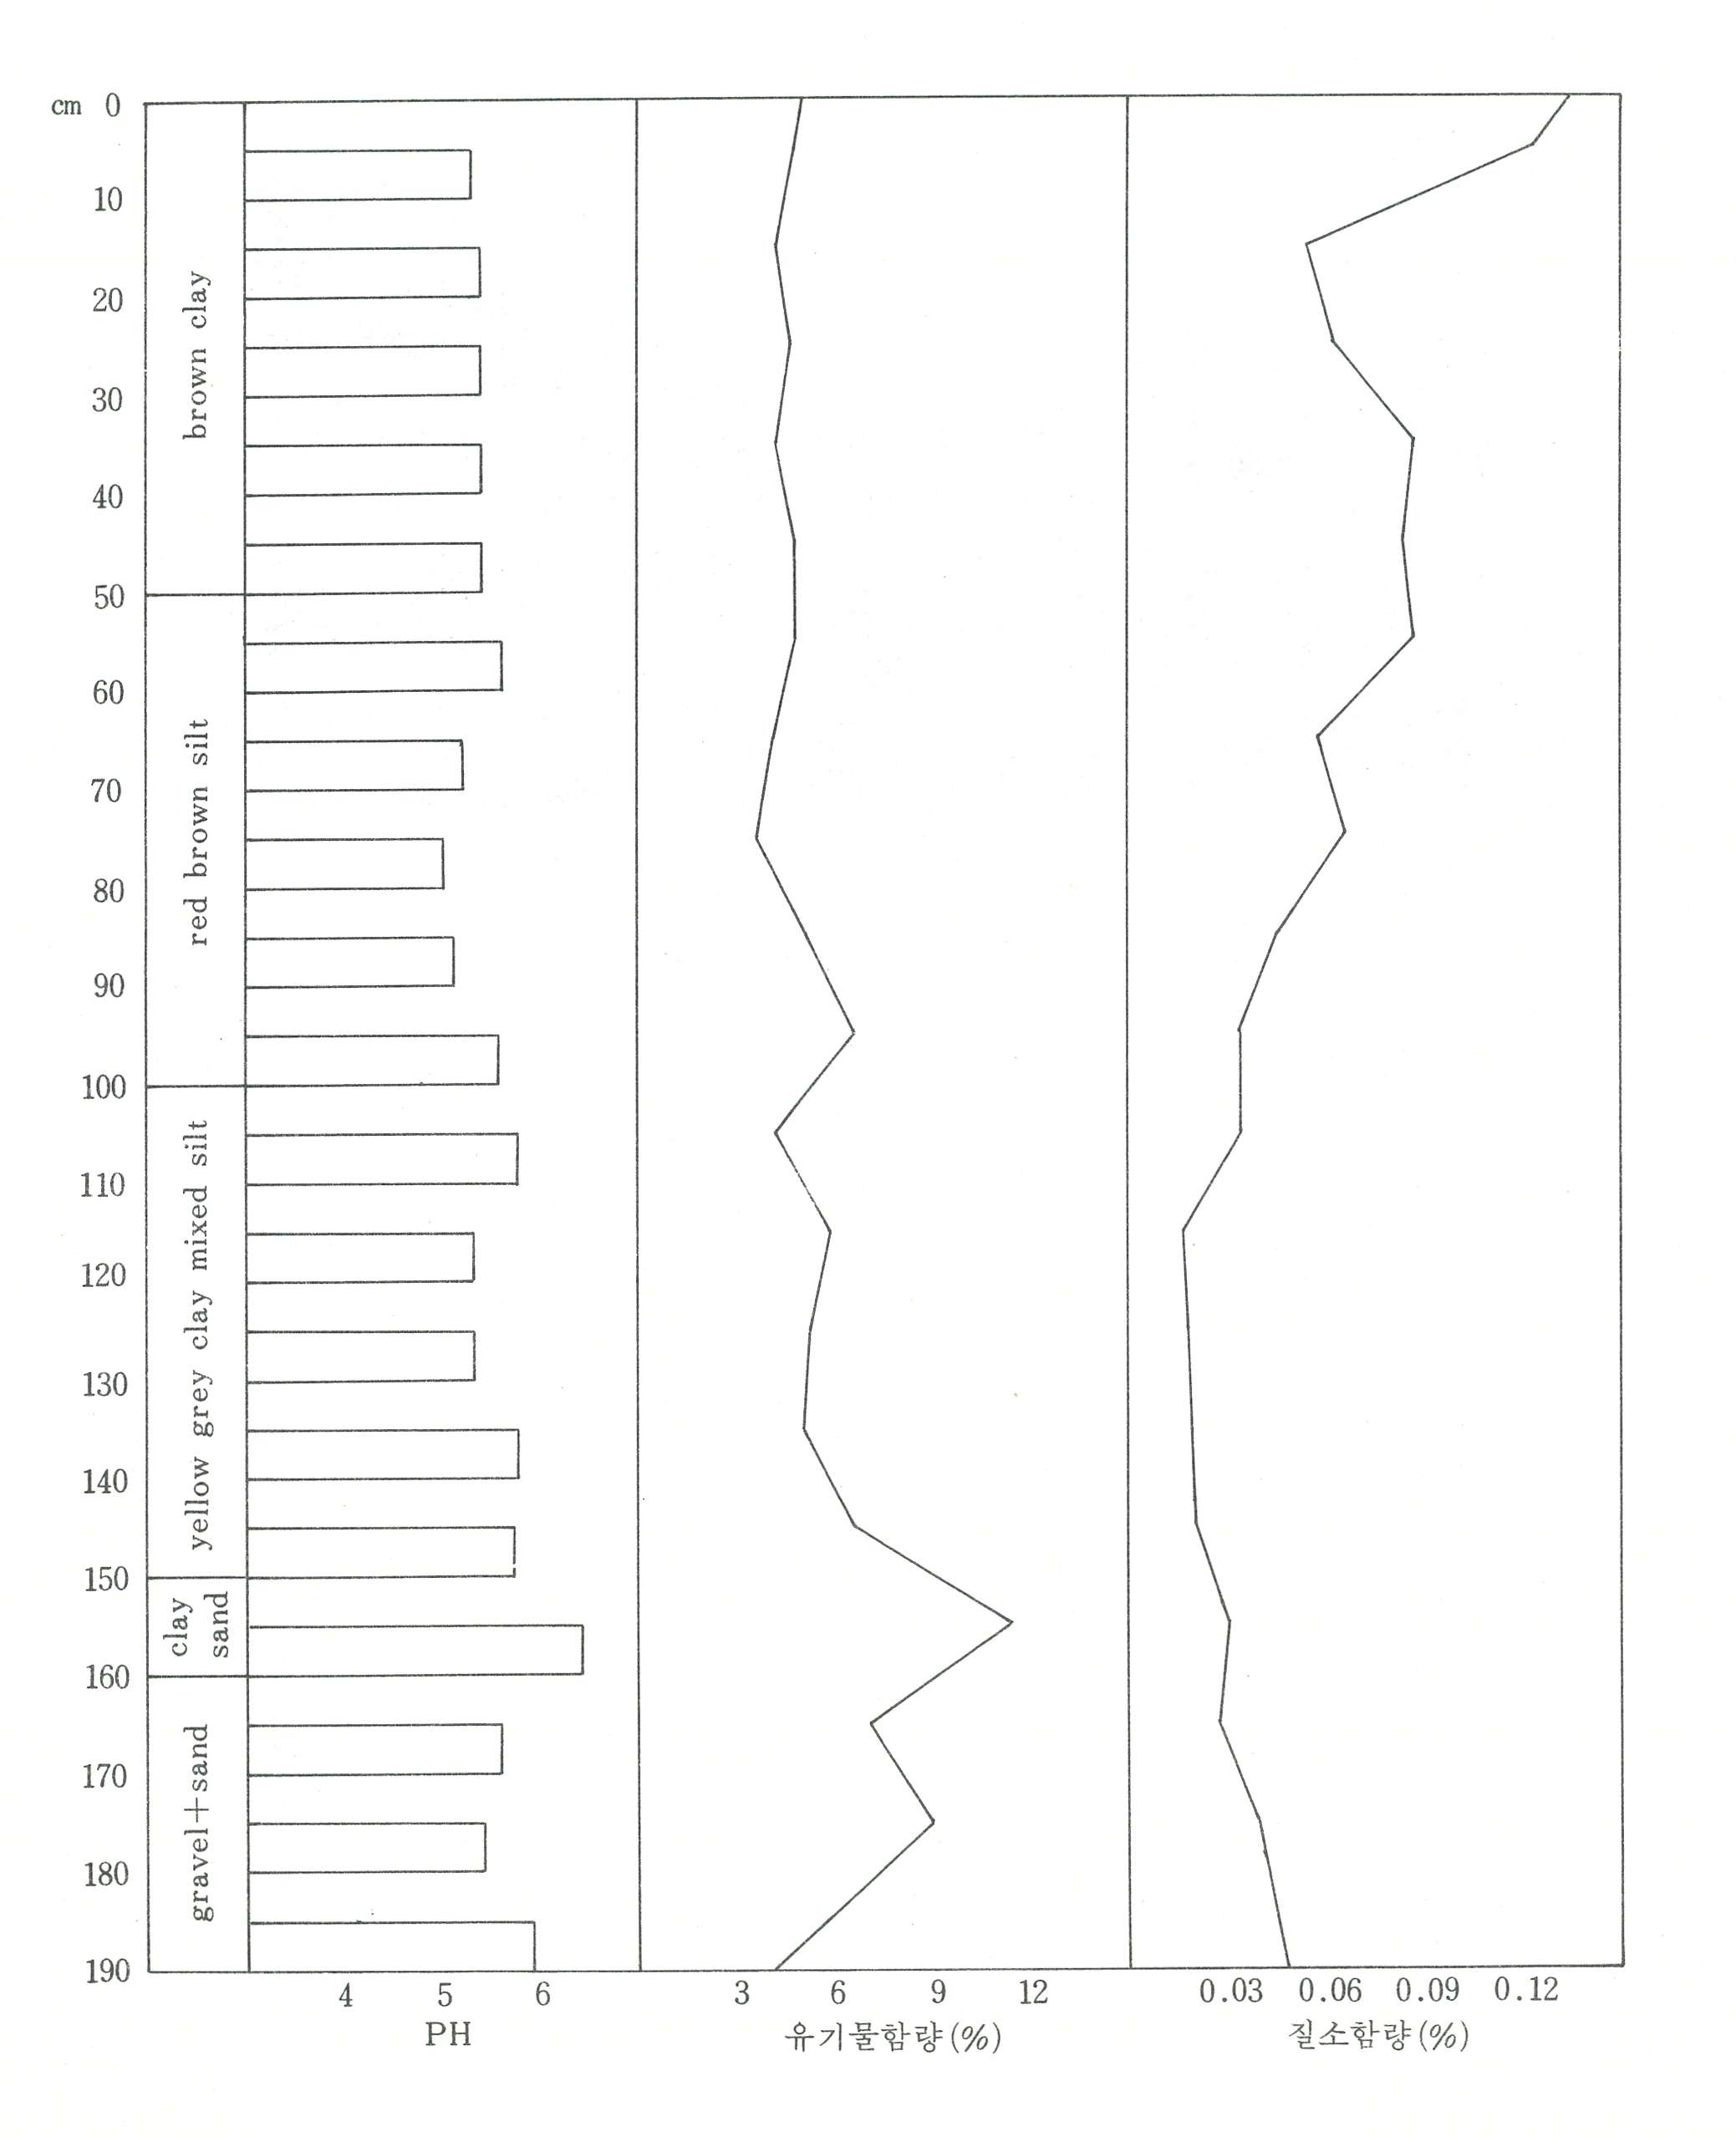 cm 0
10
20
30
40
50
60
70
80
90
100
110
120
130
140
150
160
170
180
190
brown clay
red brown silt
yellow grey clay mixed silt
clay
sand
gravel+sand
4 5 6
PH
3 6 9 12
유기물함량(%)
0.03 0.06 0.09 0.12
질소함량(%)